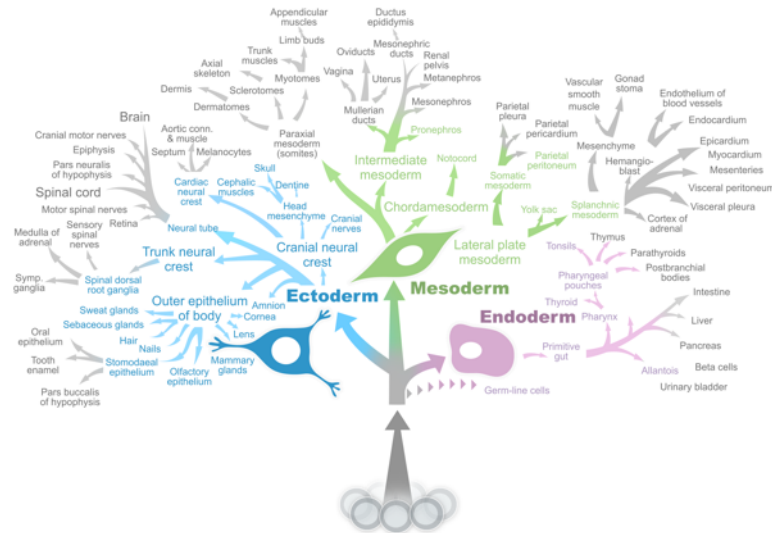 Appendicular muscles
Ductus epididymis
Limb buds
Oviducts
Mesonephric ducts
Trunk muscles
Renal pelvis
Axial skeleton
Myotomes
Vagina
Uterus
Metanephros
Dermis
Sclerotomes
Dermatomes
Mullerian ducts
Mesonephros
Paraxial mesoderm (somites)
Pronephros
Intermediate mesoderm
Notocord
Chordamesoderm
Parietal pleura
Parietal pericardium
Parietal peritoneum
Somatic mesoderm
Vascular smooth muscle
Gonad stoma
Endothelium of blood vessels
Endocardium
Mesenchyme
Hemangio-
blast
Epicardium
Myocardium
Mesenteries
Visceral peritoneum
Visceral pleura
Cortex of adrenal
Splanchnic mesoderm
Yolk sac
Lateral plate mesoderm
Mesoderm
Brain
Cranial motor nerves
Epiphysis
Pars neuralis of hypophysis
Spinal cord
Motor spinal nerves
Retina
Neural tube
Aortic conn. & muscle
Septum
Melanocytes
Cardiac neural crest
Skull
Cephalic muscles
Dentine
Head mesenchyme
Cranial nerves
Cranial neural crest
Medulla of adrenal
Sensory spinal nerves
Trunk neural crest
Symp. ganglia
Spinal dorsal root ganglia
Outer epithelium of body
Amnion
Ectoderm
Sweat glands
Sebaceous glands
Hair
Nails
Cornea
Lens
Oral epithelium
Tooth enamel
Stomodaeal epithelium
Olfactory epithelium
Mammary glands
Pars buccalis of hypophysis
Tonsils
Thymus
Parathyroids
Postbranchial bodies
Pharyngeal pouches
Thyroid
Pharynx
Endoderm
Intestine
Liver
Pancreas
Primitive gut
Allantois
Beta cells
Urinary bladder
Germ-line cells